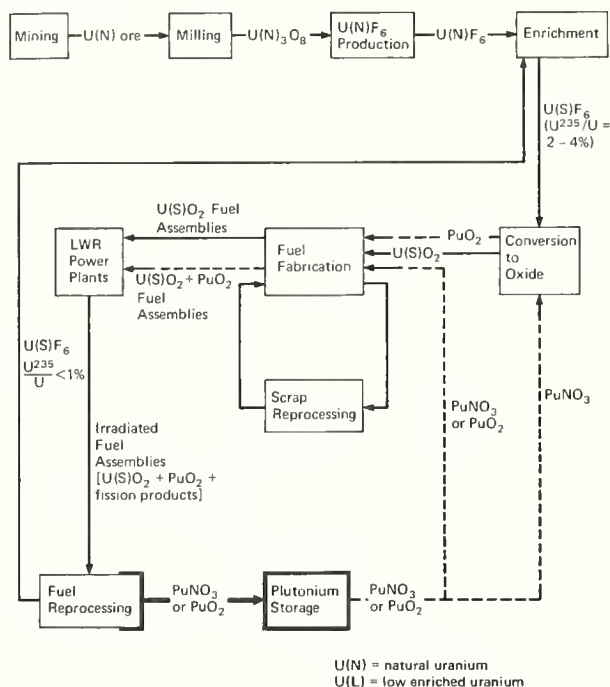 Mining
U(N) ore
Milling
U(N)₃O₈
U(N)F₆
Production
U(N)F₆
Enrichment
U(S)F₆
(U²³⁵/U =
2 – 4%)
U(S)O₂ Fuel
Assemblies
LWR
Power
Plants
U(S)O₂ + PuO₂
Fuel
Assemblies
Fuel
Fabrication
PuO₂
U(S)O₂
Conversion
to
Oxide
Scrap
Reprocessing
PuNO₃
or PuO₂
PuNO₃
U(S)F₆
U²³⁵
U
<1%
Irradiated
Fuel
Assemblies
[U(S)O₂ + PuO₂ +
fission products]
Fuel
Reprocessing
PuNO₃
or PuO₂
Plutonium
Storage
PuNO₃
or PuO₂
U(N) = natural uranium
U(L) = low enriched uranium